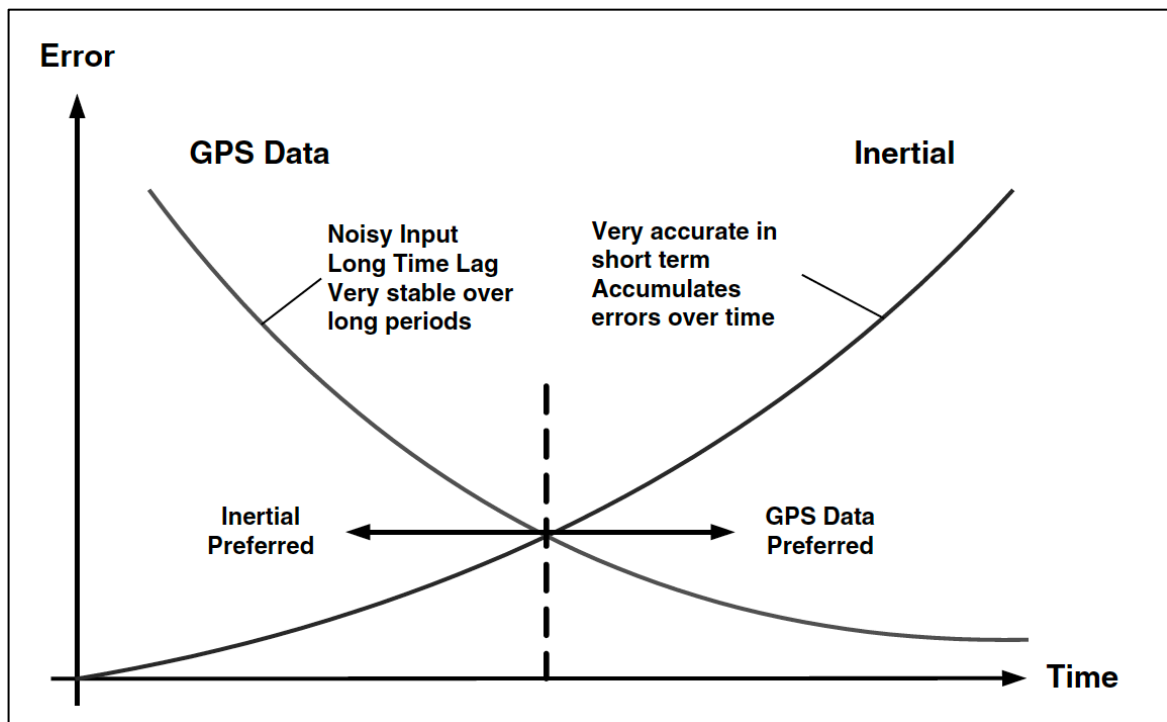 Error
GPS Data
Inertial
Noisy Input
Long Time Lag
Very stable over
long periods
Very accurate in
short term
Accumulates
errors over time
Inertial
Preferred
GPS Data
Preferred
Time